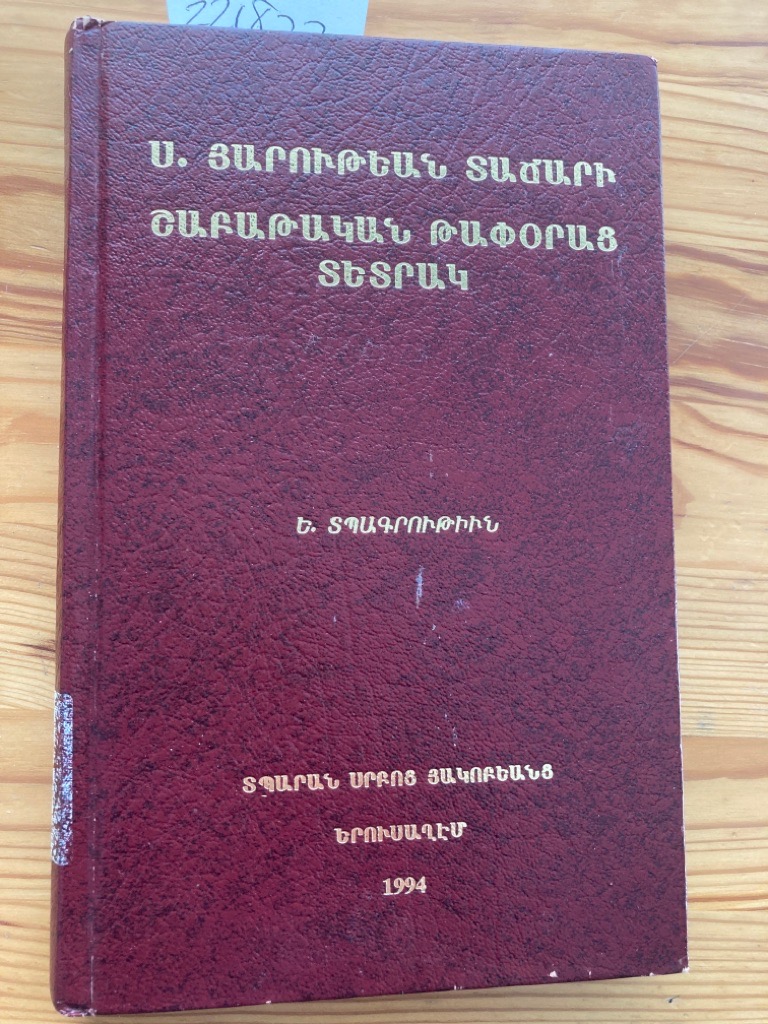 Ս. ՅԱՐՈՒԹԵԱՆ ՏԱՃԱՐԻ
ՇԱԲԱԹԱԿԱՆ ԹԱՓՕՐԱՑ
ՏԵՏՐԱԿ
Ե. ՏՊԱԳՐՈՒԹԻՒՆ
ՏՊԱՐԱՆ ՍՐԲՈՑ ՅԱԿՈԲԵԱՆՑ
ԵՐՈՒՍԱՂԷՄ
1994